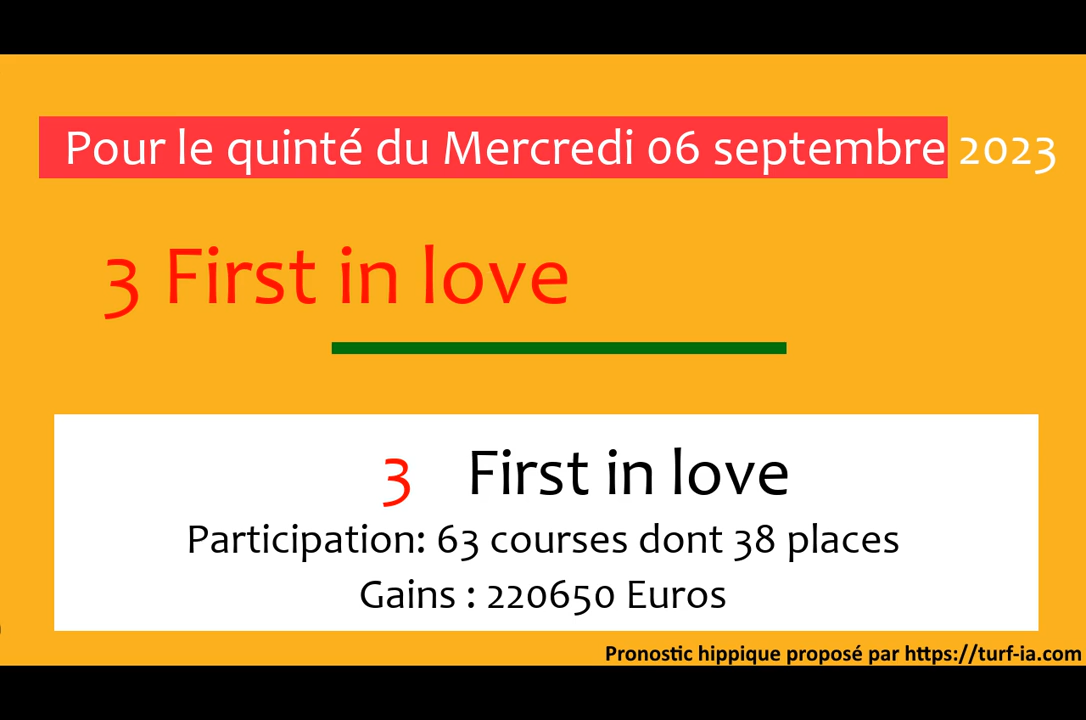 Pour le quinté du Mercredi 06 septembre 2023
3 First in love
3 First in love
Participation: 63 courses dont 38 places
Gains : 220650 Euros
Pronostic hippique proposé par https://turf-ia.com